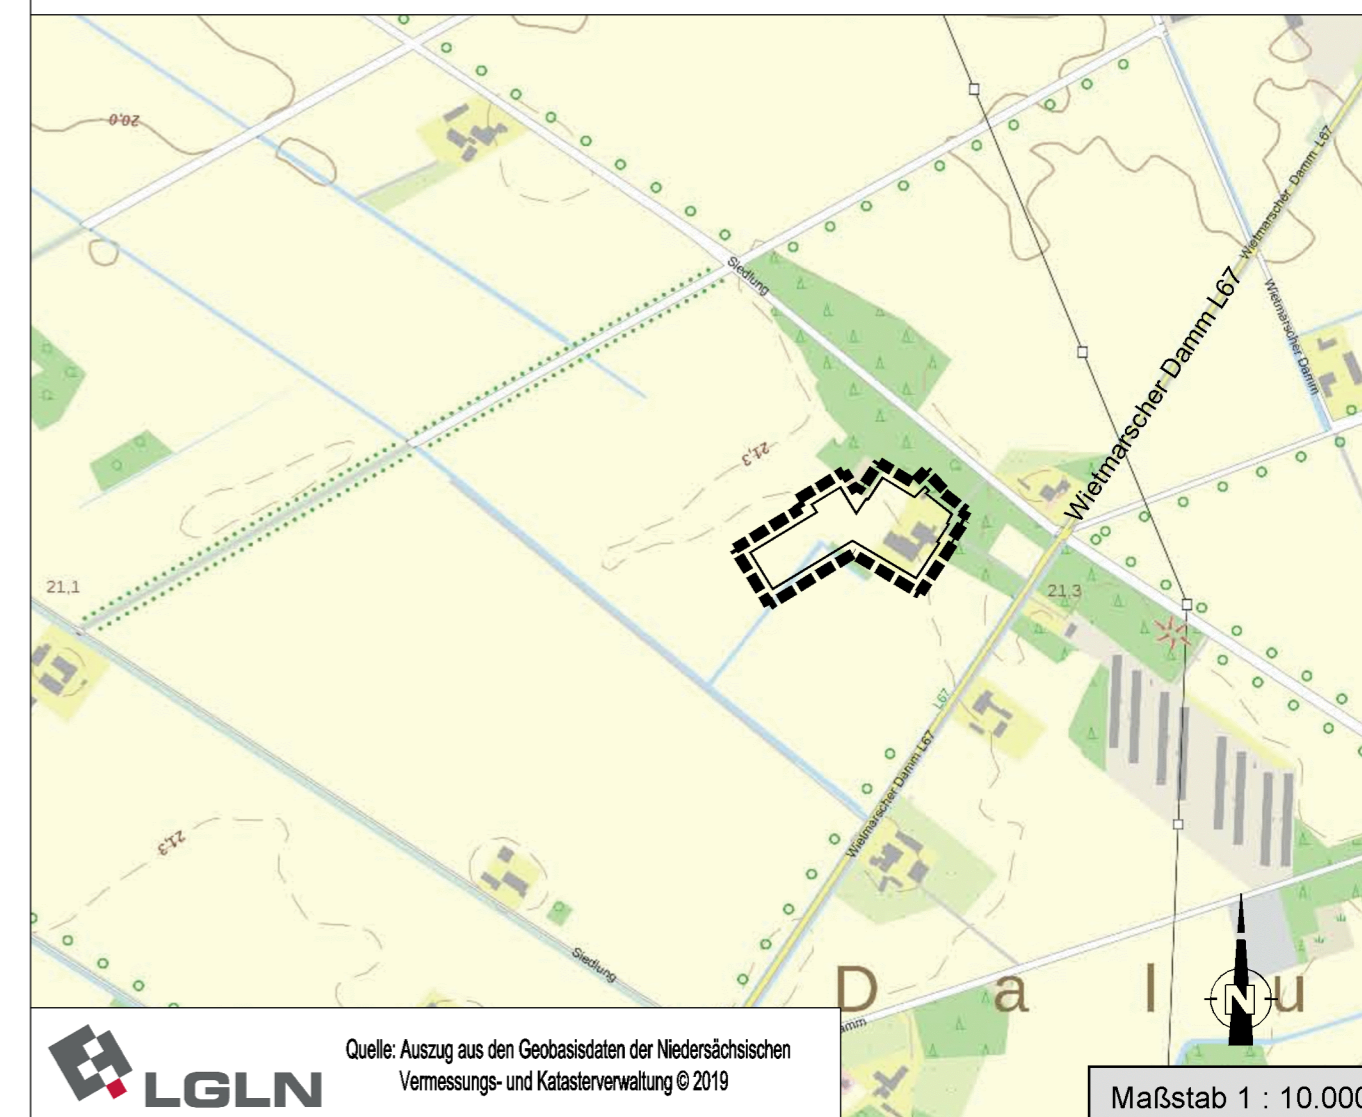 20,0
Wietmarscher Damm L67
Siedlung
Wietmarscher Damm L67
Wietmarscher Damm
21,3
21,1
21,3
L67
Wietmarscher Damm L67
21,3
Siedlung
D a l u
N
LGLN
Quelle: Auszug aus den Geobasisdaten der Niedersächsischen
Vermessungs- und Katasterverwaltung © 2019
Maßstab 1 : 10.000